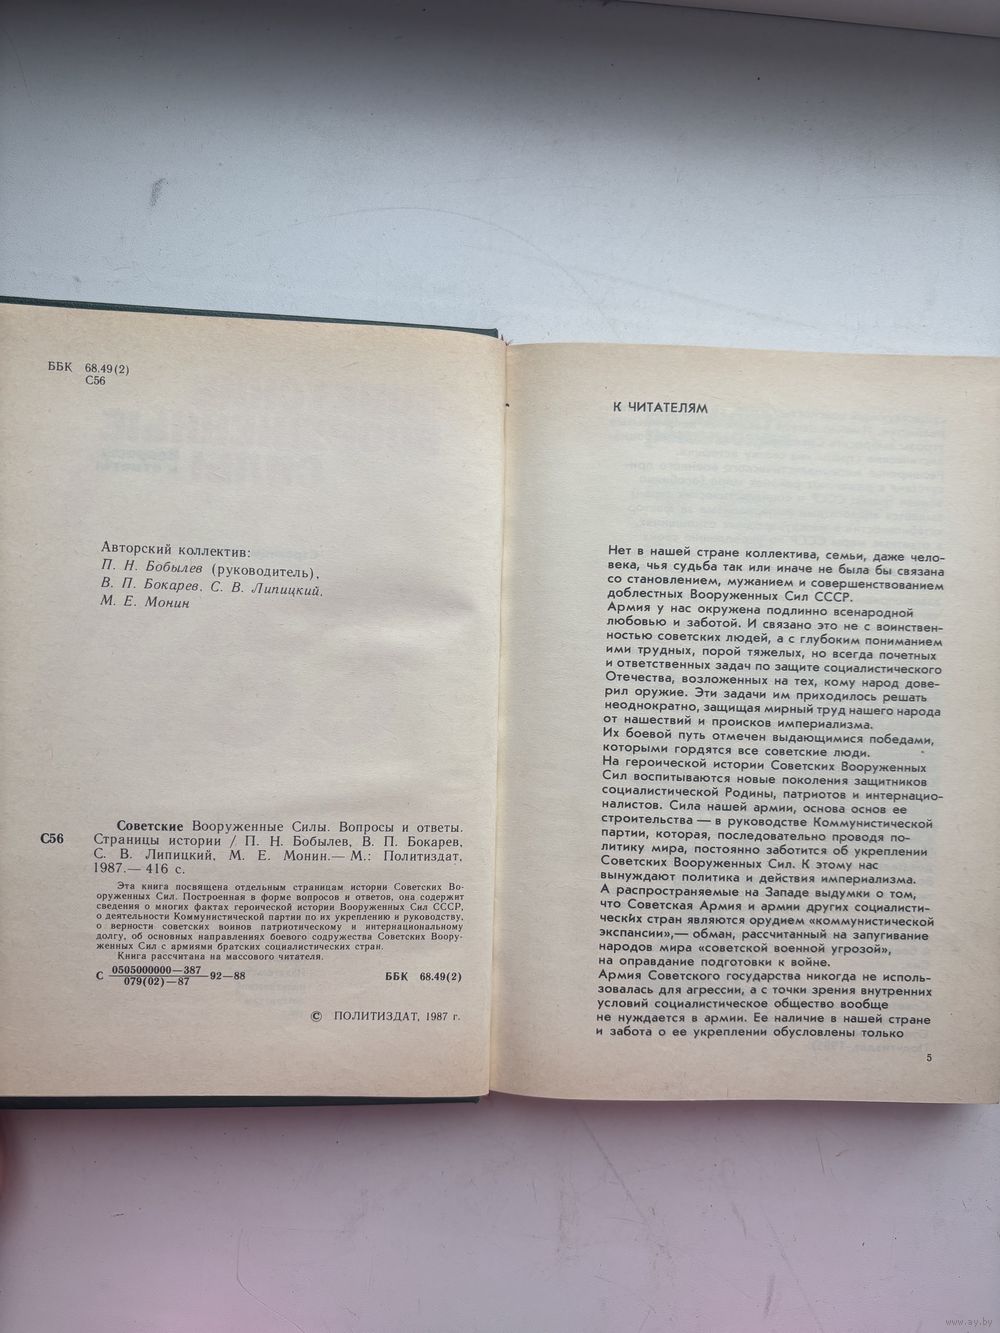 ББК 68.49(2)
С56
Авторский коллектив:
П. Н. Бобылев (руководитель),
В. П. Бокарев, С. В. Липицкий,
М. Е. Монин
Советские Вооруженные Силы. Вопросы и ответы.
С56 Страницы истории / П. Н. Бобылев, В. П. Бокарев,
С. В. Липицкий, М. Е. Монин.— М.: Политиздат,
1987.— 416 с.
Эта книга посвящена отдельным страницам истории Советских Во-
оруженных Сил. Построенная в форме вопросов и ответов, она содержит
сведения о многих фактах героической истории Вооруженных Сил СССР,
о деятельности Коммунистической партии по их укреплению и руководству,
о верности советских воинов патриотическому и интернациональному
долгу, об основных направлениях боевого содружества Советских Воору-
женных Сил с армиями братских социалистических стран.
Книга рассчитана на массового читателя.
0505000000—387
С 92—88 ББК 68.49(2)
079(02)—87
© ПОЛИТИЗДАТ, 1987 г.
К ЧИТАТЕЛЯМ
Нет в нашей стране коллектива, семьи, даже чело-
века, чья судьба так или иначе не была бы связана
со становлением, мужанием и совершенствованием
доблестных Вооруженных Сил СССР.
Армия у нас окружена подлинно всенародной
любовью и заботой. И связано это не с воинствен-
ностью советских людей, а с глубоким пониманием
ими трудных, порой тяжелых, но всегда почетных
и ответственных задач по защите социалистического
Отечества, возложенных на тех, кому народ дове-
рил оружие. Эти задачи им приходилось решать
неоднократно, защищая мирный труд нашего народа
от нашествий и происков империализма.
Их боевой путь отмечен выдающимися победами,
которыми гордятся все советские люди.
На героической истории Советских Вооруженных
Сил воспитываются новые поколения защитников
социалистической Родины, патриотов и интернацио-
налистов. Сила нашей армии, основа основ ее
строительства — в руководстве Коммунистической
партии, которая, последовательно проводя по-
литику мира, постоянно заботится об укреплении
Советских Вооруженных Сил. К этому нас
вынуждают политика и действия империализма.
А распространяемые на Западе выдумки о том,
что Советская Армия и армии других социалисти-
ческих стран являются орудием «коммунистической
экспансии»,— обман, рассчитанный на запугивание
народов мира «советской военной угрозой»,
на оправдание подготовки к войне.
Армия Советского государства никогда не исполь-
зовалась для агрессии, а с точки зрения внутренних
условий социалистическое общество вообще
не нуждается в армии. Ее наличие в нашей стране
и забота о ее укреплении обусловлены только
5
www.ay.by